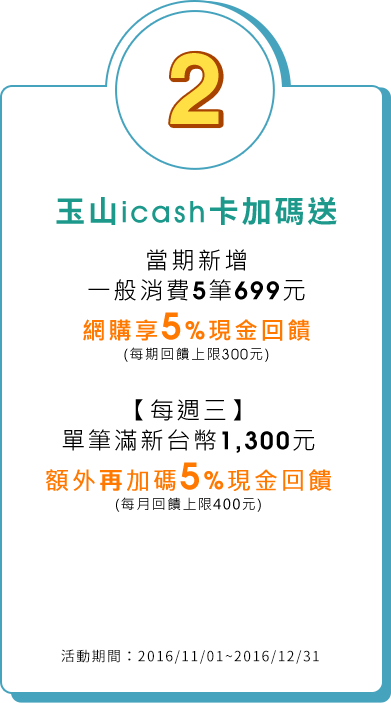 2
玉山icash卡加碼送
當期新增
一般消費5筆699元
網購享5%現金回饋
(每期回饋上限300元)
【每週三】
單筆滿新台幣1,300元
額外再加碼5%現金回饋
(每月回饋上限400元)
活動期間：2016/11/01~2016/12/31